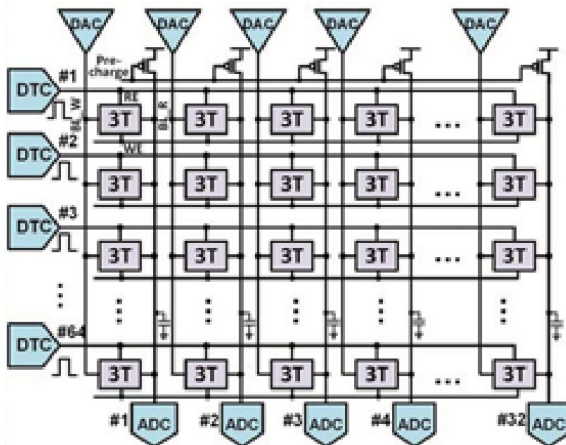 DAC DAC DAC DAC DAC
Pre-
charge
#1
DTC
RE
BL_W
BL_R
3T 3T 3T 3T ... 3T
#2
WE
DTC
3T 3T 3T 3T ... 3T
#3
DTC
3T 3T 3T 3T ... 3T
#64
DTC
3T 3T 3T 3T ... 3T
#1 ADC #2 ADC #3 ADC #4 ADC #32 ADC